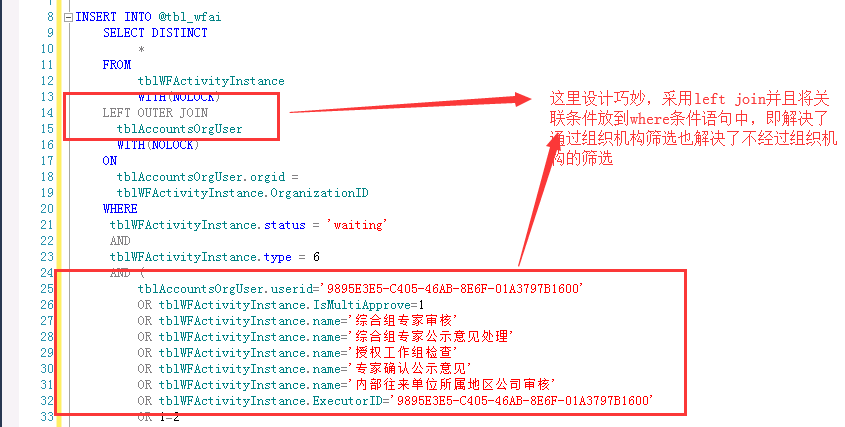 8 INSERT INTO @tbl_wfai
9 SELECT DISTINCT
10 *
11 FROM
12 tblWFActivityInstance
13 WITH(NOLOCK)
14 LEFT OUTER JOIN
15 tblAccountsOrgUser
16 WITH(NOLOCK)
17 ON
18 tblAccountsOrgUser.orgid =
19 tblWFActivityInstance.OrganizationID
20 WHERE
21 tblWFActivityInstance.status = 'waiting'
22 AND
23 tblWFActivityInstance.type = 6
24 AND (
25 tblAccountsOrgUser.userid='9895E3E5-C405-46AB-8E6F-01A3797B1600'
26 OR tblWFActivityInstance.IsMultiApprove=1
27 OR tblWFActivityInstance.name='综合组专家审核'
28 OR tblWFActivityInstance.name='综合组专家公示意见处理'
29 OR tblWFActivityInstance.name='授权工作组检查'
30 OR tblWFActivityInstance.name='专家确认公示意见'
31 OR tblWFActivityInstance.name='内部往来单位所属地区公司审核'
32 OR tblWFActivityInstance.ExecutorID='9895E3E5-C405-46AB-8E6F-01A3797B1600'
33 OR 1=2
这里设计巧妙，采用left join并且将关
联条件放到where条件语句中，即解决了
通过组织机构筛选也解决了不经过组织机
构的筛选